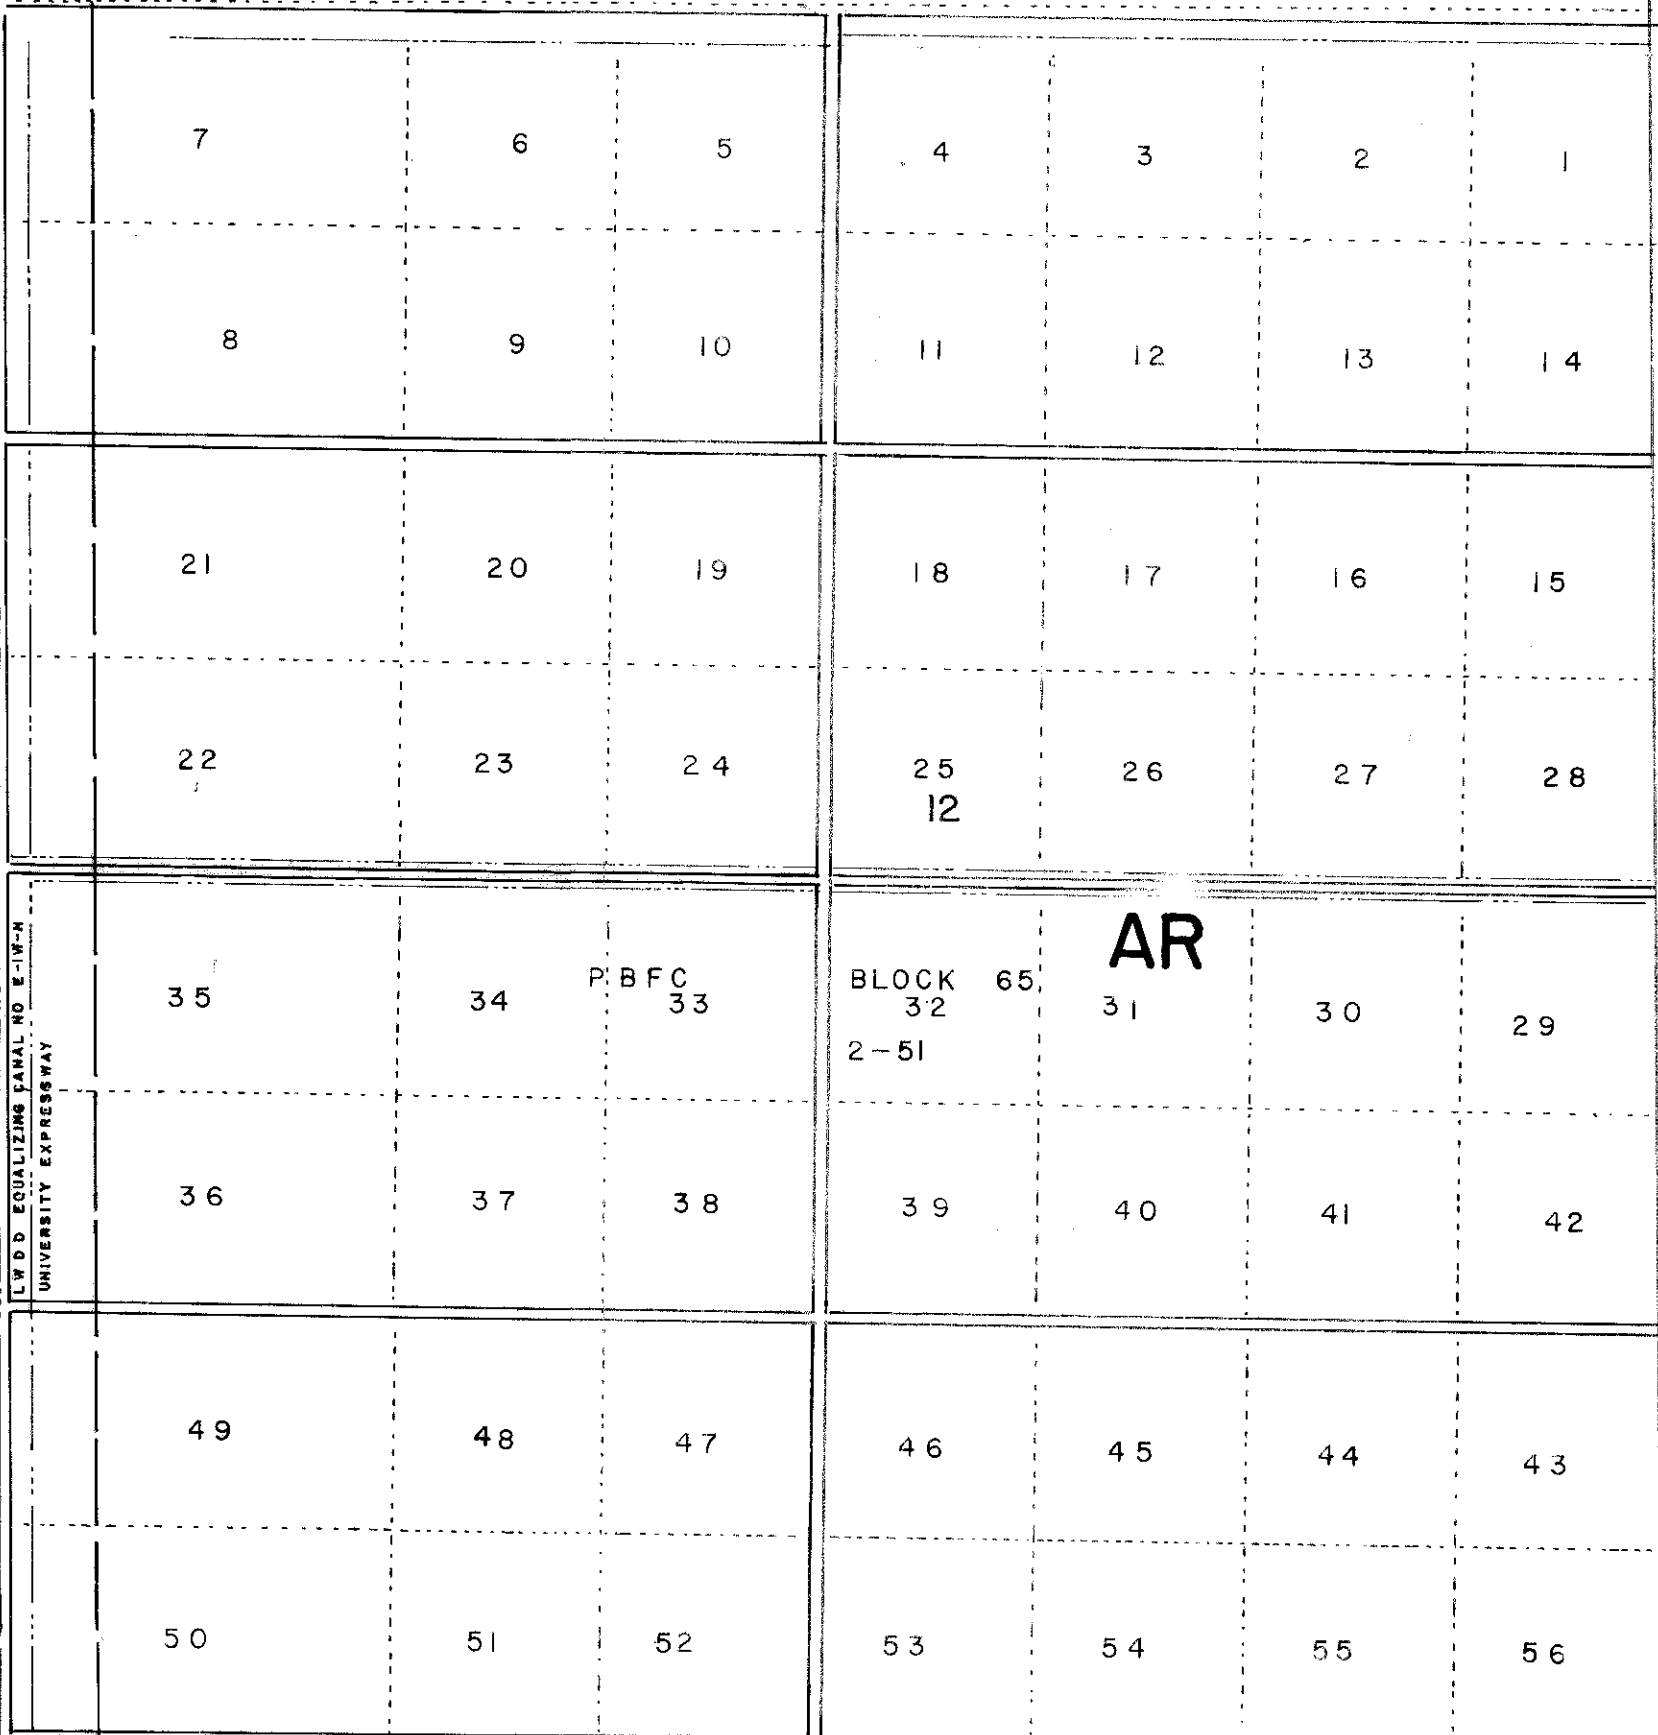 7 6 5 4 3 2 1
8 9 10 11 12 13 14
21 20 19 18 17 16 15
22 23 24 25 26 27 28
12
AR
P B F C BLOCK 65
35 34 33 32 31 30 29
2-51
36 37 38 39 40 41 42
LWDD EQUALIZING CANAL NO E-1W-N
UNIVERSITY EXPRESSWAY
49 48 47 46 45 44 43
50 51 52 53 54 55 56